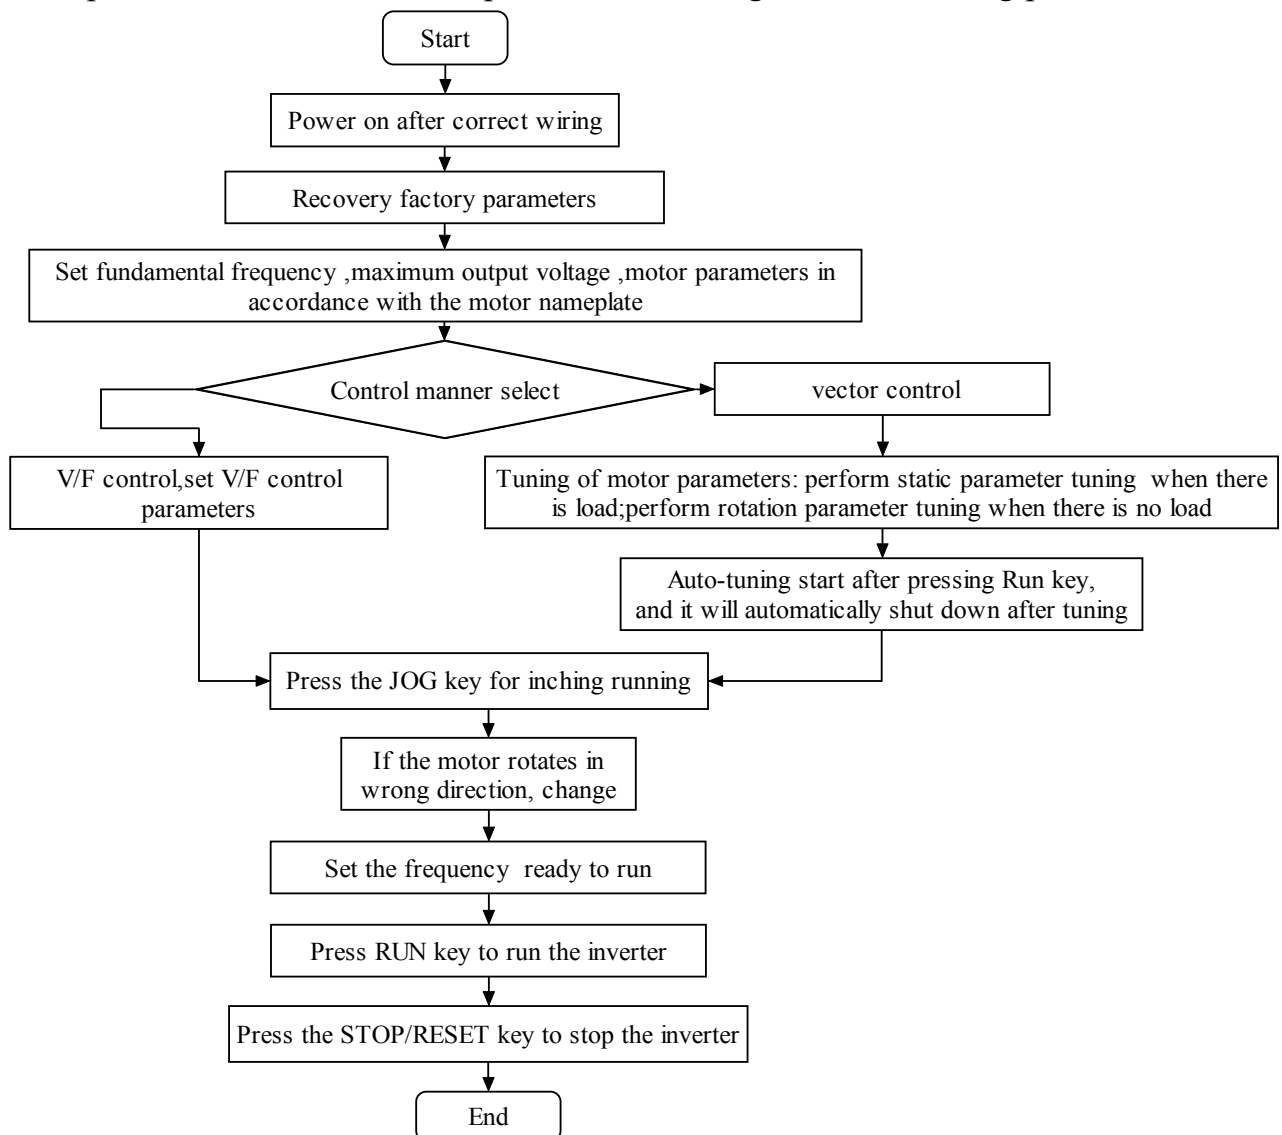 Start
Power on after correct wiring
Recovery factory parameters
Set fundamental frequency ,maximum output voltage ,motor parameters in
accordance with the motor nameplate
Control manner select
vector control
V/F control,set V/F control
parameters
Tuning of motor parameters: perform static parameter tuning when there
is load;perform rotation parameter tuning when there is no load
Auto-tuning start after pressing Run key,
and it will automatically shut down after tuning
Press the JOG key for inching running
If the motor rotates in
wrong direction, change
Set the frequency ready to run
Press RUN key to run the inverter
Press the STOP/RESET key to stop the inverter
End